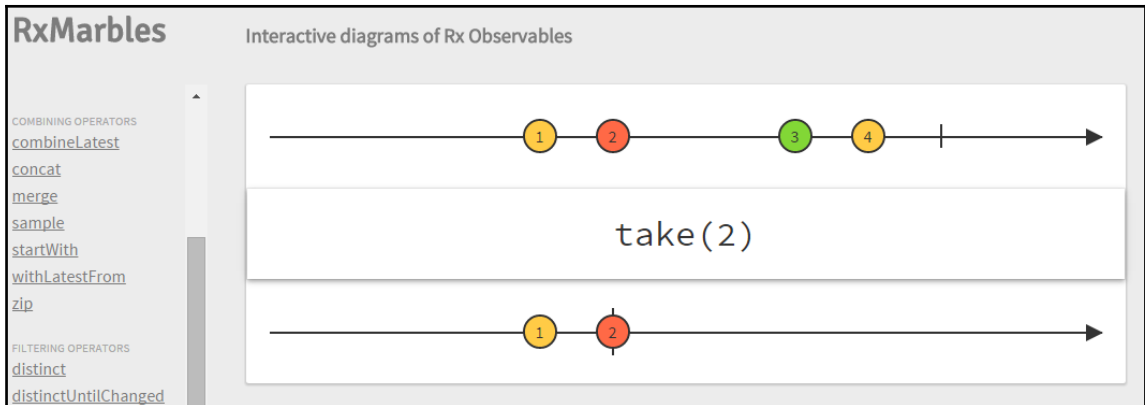 RxMarbles
Interactive diagrams of Rx Observables
COMBINING OPERATORS
combineLatest
concat
merge
sample
startWith
withLatestFrom
zip
FILTERING OPERATORS
distinct
distinctUntilChanged
1 2 3 4
take(2)
1 2